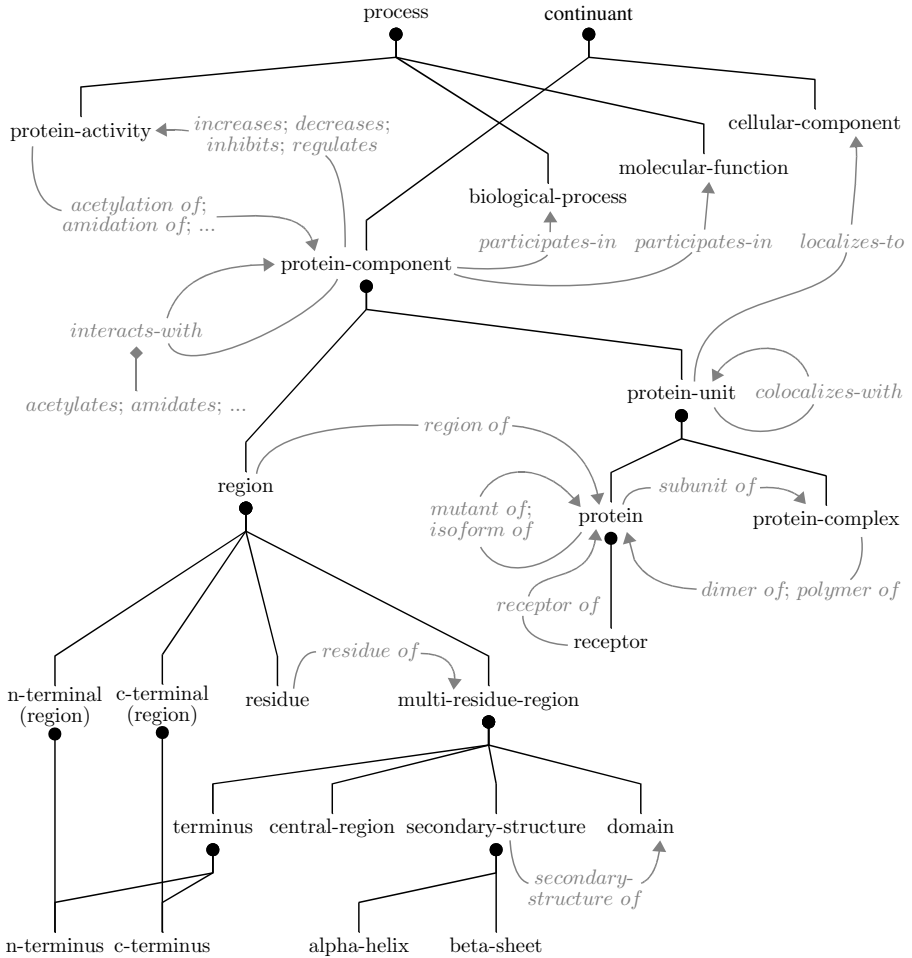 process
continuant
protein-activity
increases; decreases;
inhibits; regulates
cellular-component
molecular-function
biological-process
acetylation of;
amidation of; ...
participates-in
participates-in
localizes-to
protein-component
interacts-with
acetylates; amidates; ...
protein-unit
colocalizes-with
region of
region
subunit of
mutant of;
isoform of
protein
protein-complex
dimer of; polymer of
receptor of
receptor
residue of
n-terminal
(region)
c-terminal
(region)
residue
multi-residue-region
terminus
central-region
secondary-structure
domain
secondary-
structure of
n-terminus
c-terminus
alpha-helix
beta-sheet